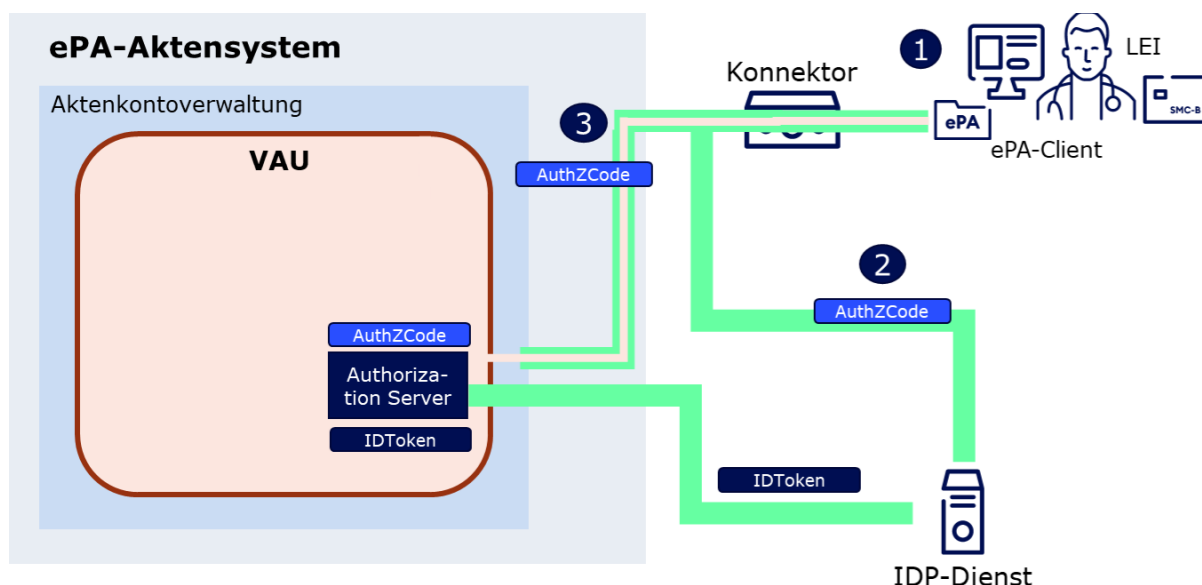 ePA-Aktensystem
Aktenkontoverwaltung
VAU
AuthZCode
Authoriza-
tion Server
IDToken
3
AuthZCode
Konnektor
1
LEI
SMC-B
ePA
ePA-Client
2
AuthZCode
IDToken
IDP-Dienst